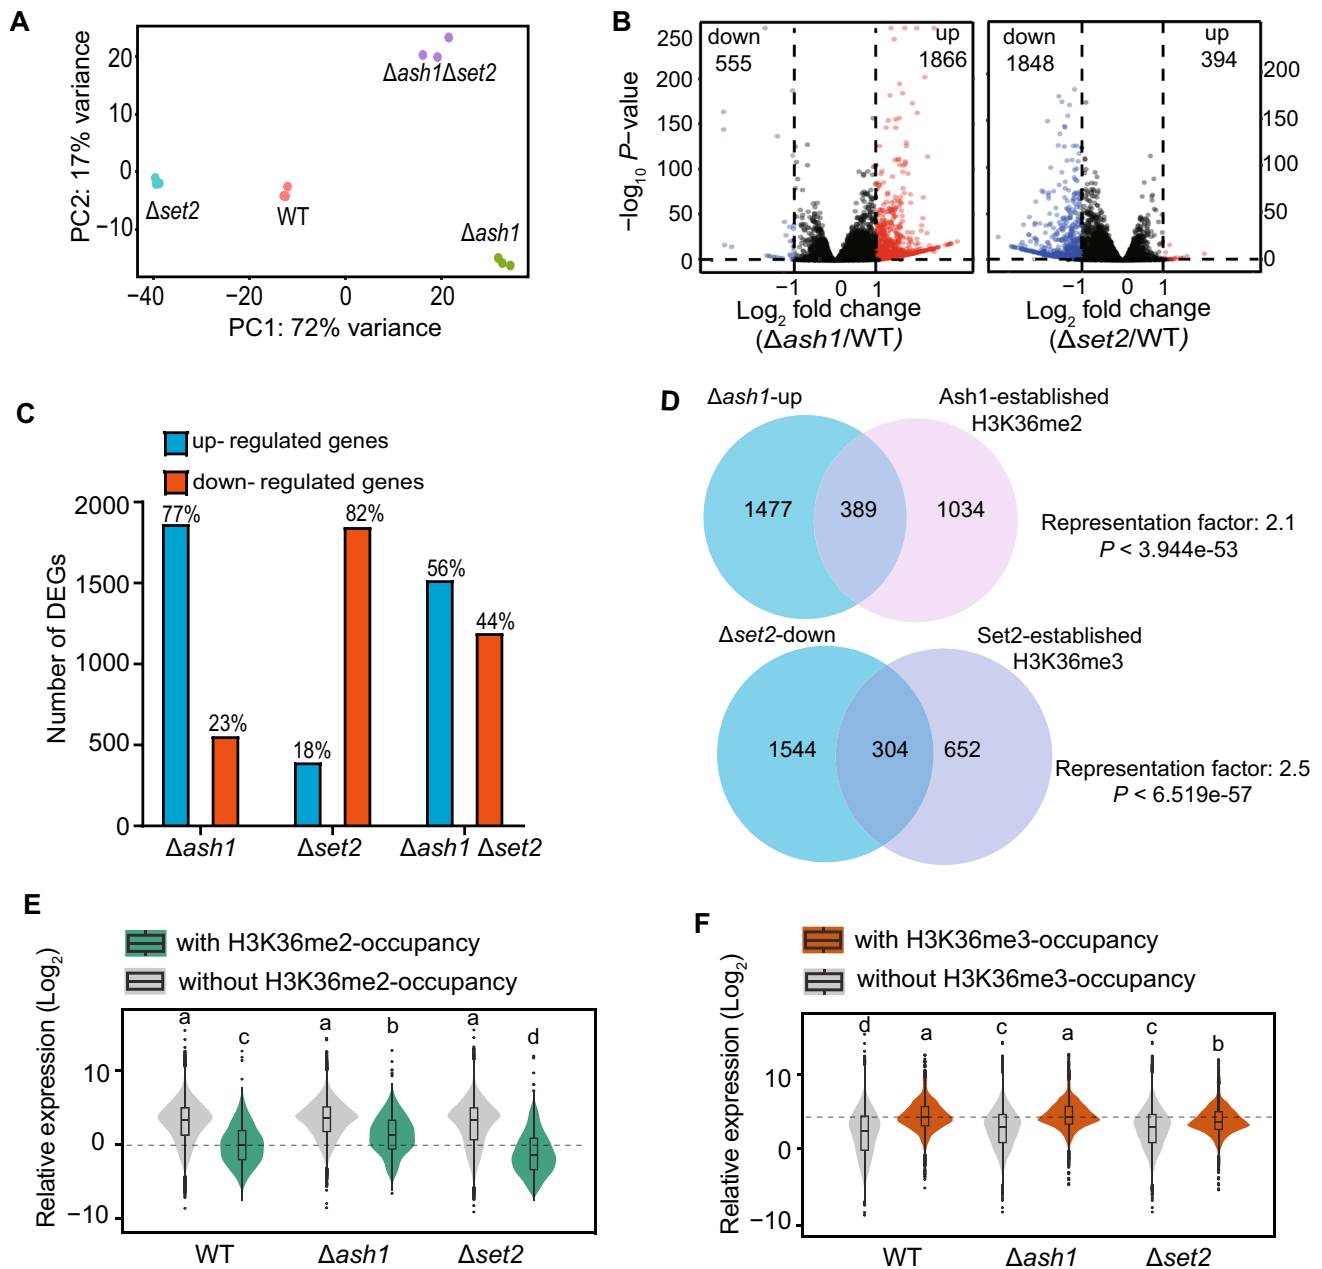 A
PC2: 17% variance
20
10
0
−10
Δash1Δset2
Δset2
WT
Δash1
−40
−20
0
20
PC1: 72% variance
B
−log10 P−value
250
200
150
100
50
0
down
555
up
1866
−1
0
1
Log2 fold change
(Δash1/WT)
down
1848
up
394
200
150
100
50
0
−1
0
1
Log2 fold change
(Δset2/WT)
C
up- regulated genes
down- regulated genes
Number of DEGs
2000
1500
1000
500
0
77%
23%
18%
82%
56%
44%
Δash1
Δset2
Δash1 Δset2
D
Δash1-up
Ash1-established
H3K36me2
1477
389
1034
Representation factor: 2.1
P < 3.944e-53
Δset2-down
Set2-established
H3K36me3
1544
304
652
Representation factor: 2.5
P < 6.519e-57
E
with H3K36me2-occupancy
without H3K36me2-occupancy
Relative expression (Log2)
10
0
−10
a
c
a
b
a
d
WT
Δash1
Δset2
F
with H3K36me3-occupancy
without H3K36me3-occupancy
Relative expression (Log2)
10
0
−10
d
a
c
a
c
b
WT
Δash1
Δset2